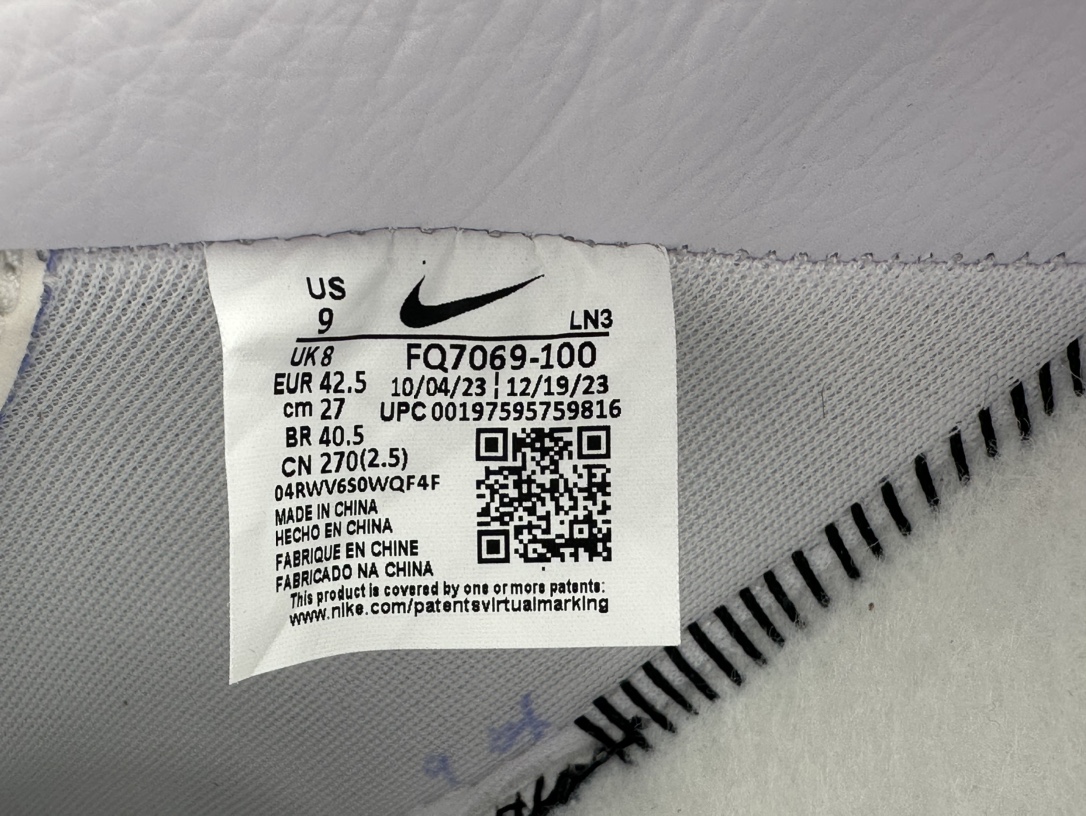 US
9
LN3
UK 8
FQ7069-100
EUR 42.5
10/04/23 ¦ 12/19/23
cm 27
UPC 00197595759816
BR 40.5
CN 270(2.5)
04RWV6S0WQF4F
MADE IN CHINA
HECHO EN CHINA
FABRIQUE EN CHINE
FABRICADO NA CHINA
This product is covered by one or more patents:
www.nike.com/patentsvirtualmarking
9